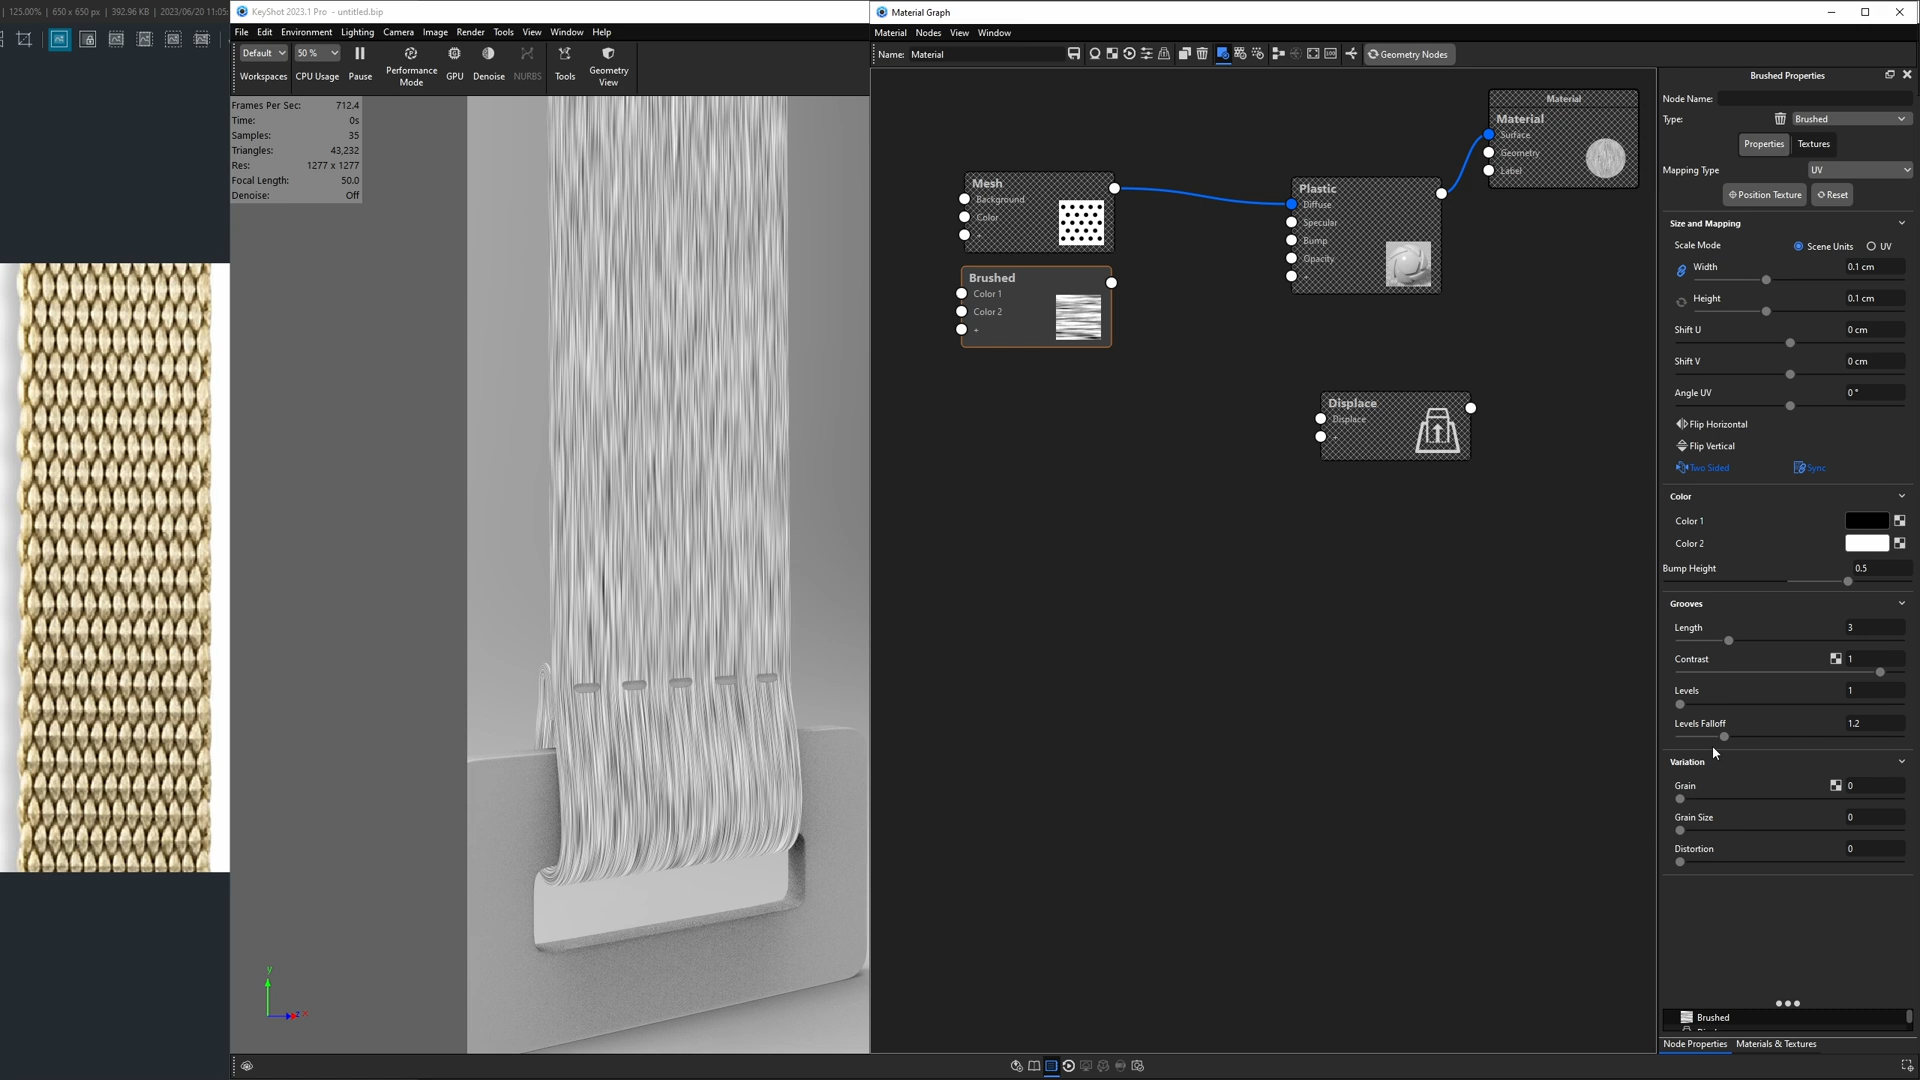 125.00% | 650 x 650 px | 392.96 KB | 2023/06/20 11:05:
KeyShot 2023.1 Pro - untitled.bip
File Edit Environment Lighting Camera Image Render Tools View Window Help
Default 50 %
Workspaces CPU Usage Pause Performance Mode GPU Denoise NURBS Tools Geometry View
Frames Per Sec: 712.4
Time: 0s
Samples: 35
Triangles: 43,232
Res: 1277 x 1277
Focal Length: 50.0
Denoise: Off
y
Material Graph
Material Nodes View Window
Name: Material
Geometry Nodes
Mesh
Background
Color
+
Brushed
Color 1
Color 2
+
Plastic
Diffuse
Specular
Bump
Opacity
+
Material
Material
Surface
Geometry
Label
Displace
Displace
+
Brushed Properties
Node Name:
Type: Brushed
Properties Textures
Mapping Type UV
Position Texture Reset
Size and Mapping
Scale Mode Scene Units UV
Width 0.1 cm
Height 0.1 cm
Shift U 0 cm
Shift V 0 cm
Angle UV 0 °
Flip Horizontal
Flip Vertical
Two Sided Sync
Color
Color 1
Color 2
Bump Height 0.5
Grooves
Length 3
Contrast 1
Levels 1
Levels Falloff 1.2
Variation
Grain 0
Grain Size 0
Distortion 0
Brushed
Node Properties Materials & Textures